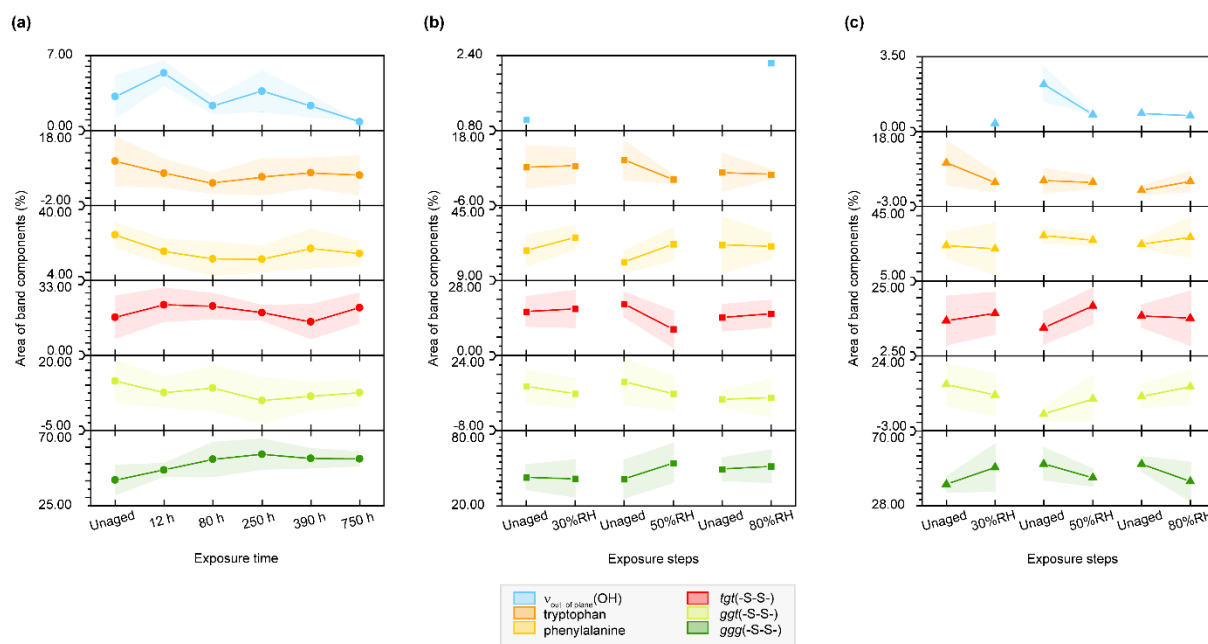 (a)
(b)
(c)
Area of band components (%)
7.00
0.00
18.00
-2.00
40.00
4.00
33.00
0.00
20.00
-5.00
70.00
25.00
Unaged
12 h
80 h
250 h
390 h
750 h
Exposure time
Area of band components (%)
2.40
0.80
18.00
-6.00
45.00
9.00
28.00
0.00
24.00
-8.00
80.00
20.00
Unaged
30%RH
Unaged
50%RH
Unaged
80%RH
Exposure steps
Area of band components (%)
3.50
0.00
18.00
-3.00
45.00
5.00
25.00
2.50
24.00
-3.00
70.00
28.00
Unaged
30%RH
Unaged
50%RH
Unaged
80%RH
Exposure steps
νout of plane(OH)
tryptophan
phenylalanine
tgt(-S-S-)
ggt(-S-S-)
ggg(-S-S-)